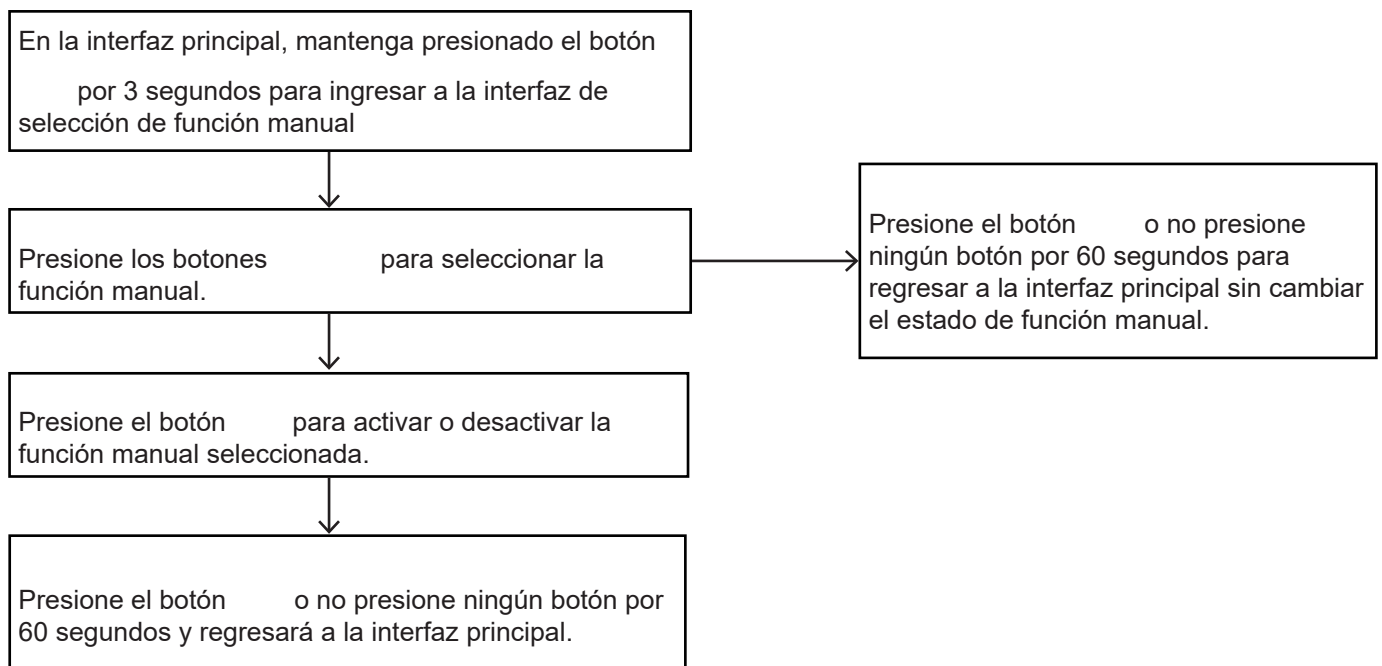 En la interfaz principal, mantenga presionado el botón
por 3 segundos para ingresar a la interfaz de
selección de función manual
Presione los botones para seleccionar la
función manual.
Presione el botón o no presione
ningún botón por 60 segundos para
regresar a la interfaz principal sin cambiar
el estado de función manual.
Presione el botón para activar o desactivar la
función manual seleccionada.
Presione el botón o no presione ningún botón por
60 segundos y regresará a la interfaz principal.